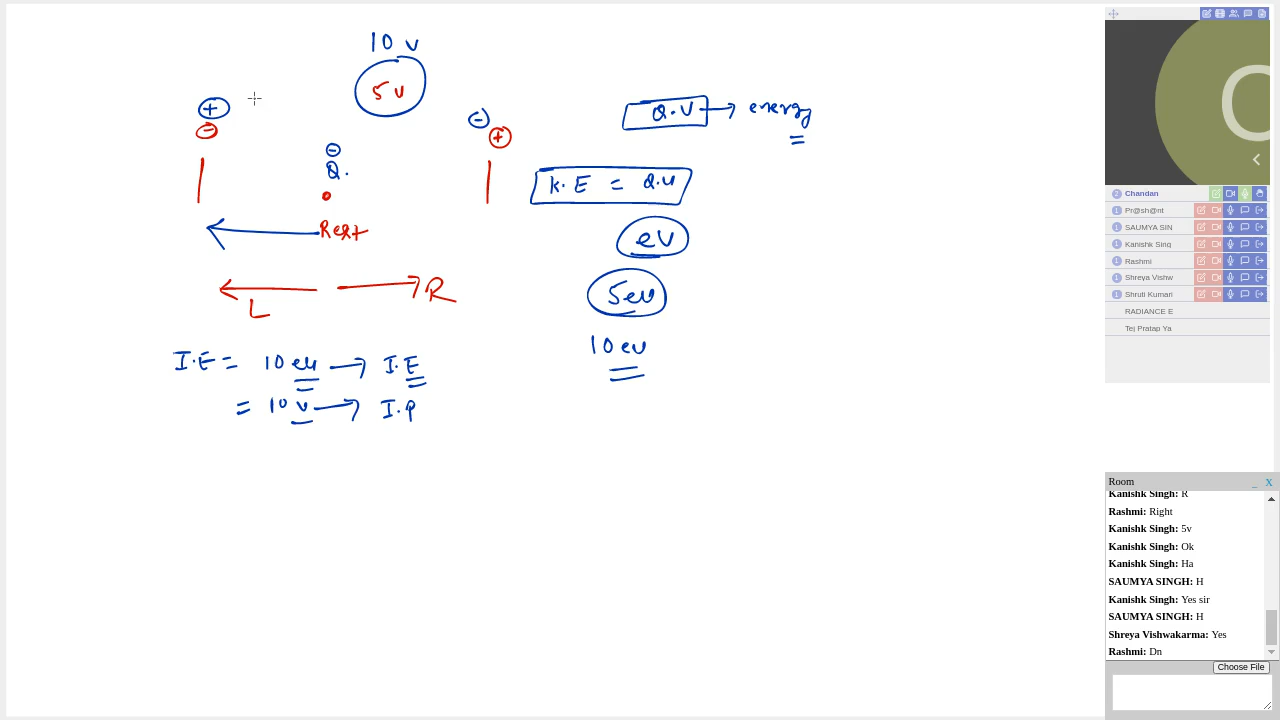 10 v
5 v
+
−
−
+
−
Q.
Q.V → energy
K.E = Q.V
Rest
eV
L
R
5ev
10 ev
I.E = 10 ev → I.E
= 10 v → I.P
C
Chandan
Pr@sh@nt
SAUMYA SIN
Kanishk Sing
Rashmi
Shreya Vishw
Shruti Kumari
RADIANCE E
Tej Pratap Ya
Room
_ X
Kanishk Singh: R
Rashmi: Right
Kanishk Singh: 5v
Kanishk Singh: Ok
Kanishk Singh: Ha
SAUMYA SINGH: H
Kanishk Singh: Yes sir
SAUMYA SINGH: H
Shreya Vishwakarma: Yes
Rashmi: Dn
Choose File